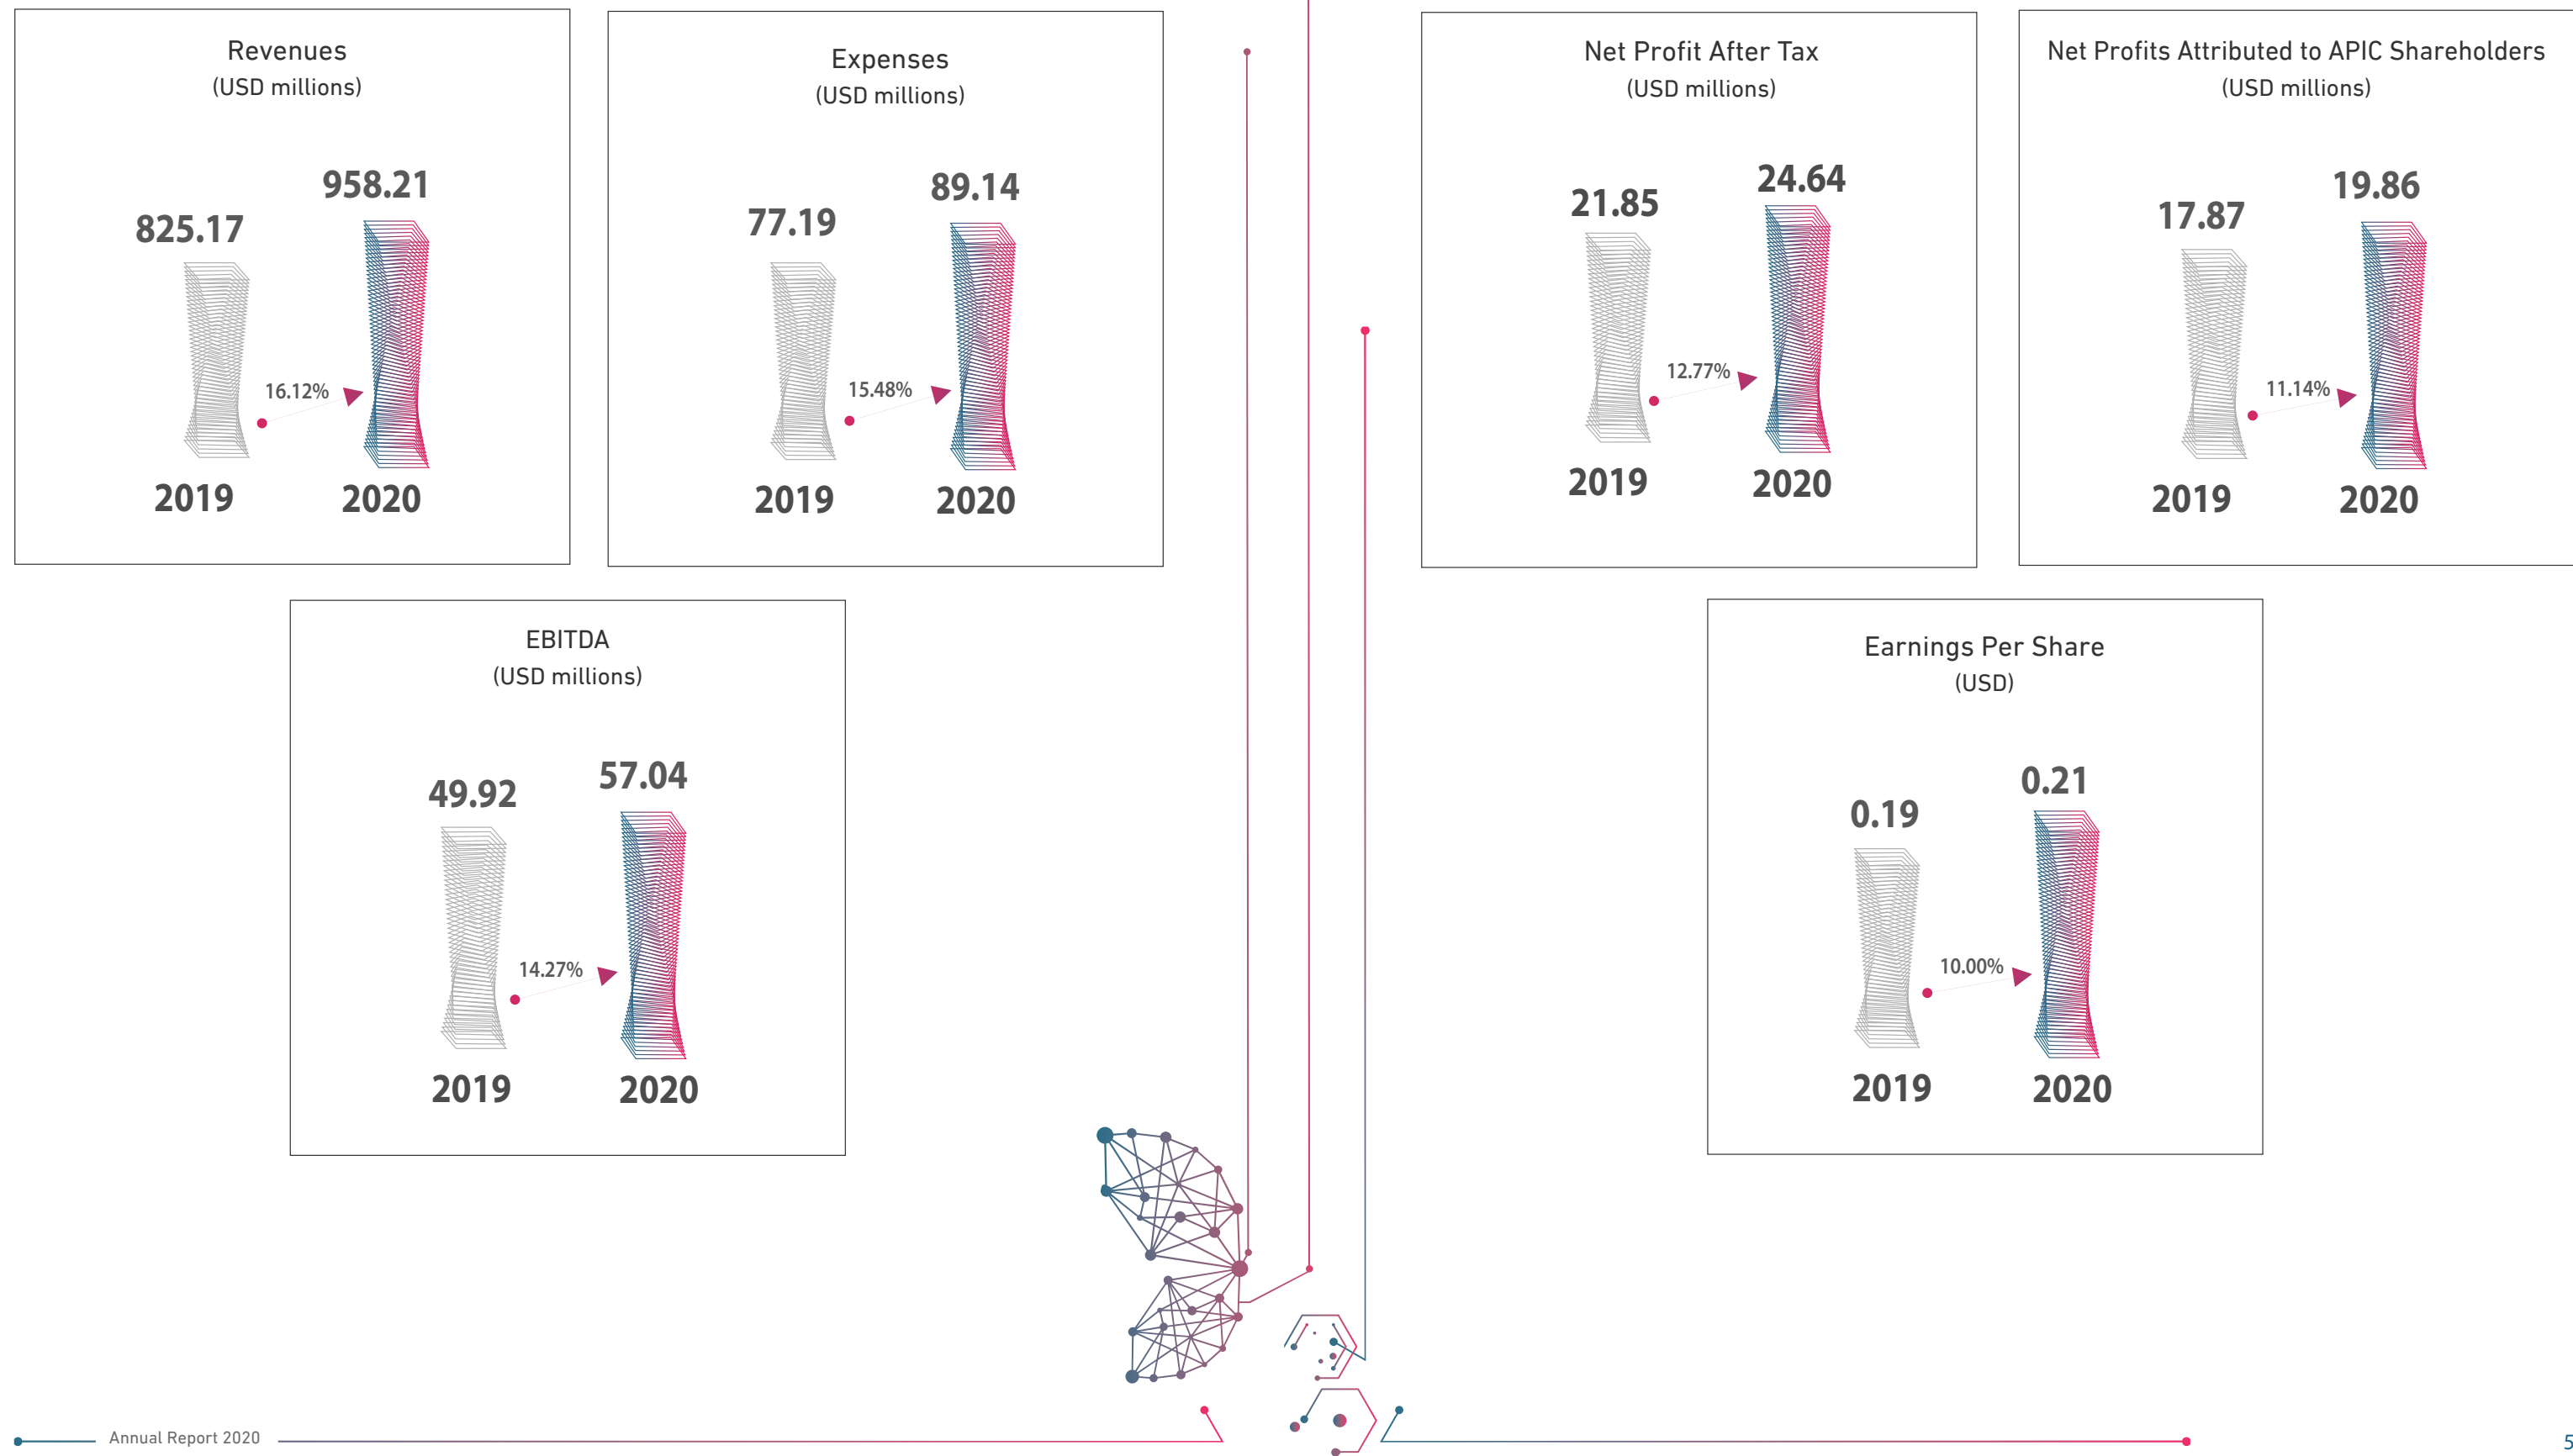 Revenues
(USD millions)
825.17
958.21
16.12%
2019
2020
Expenses
(USD millions)
77.19
89.14
15.48%
2019
2020
Net Profit After Tax
(USD millions)
21.85
24.64
12.77%
2019
2020
Net Profits Attributed to APIC Shareholders
(USD millions)
17.87
19.86
11.14%
2019
2020
EBITDA
(USD millions)
49.92
57.04
14.27%
2019
2020
Earnings Per Share
(USD)
0.19
0.21
10.00%
2019
2020
Annual Report 2020
5